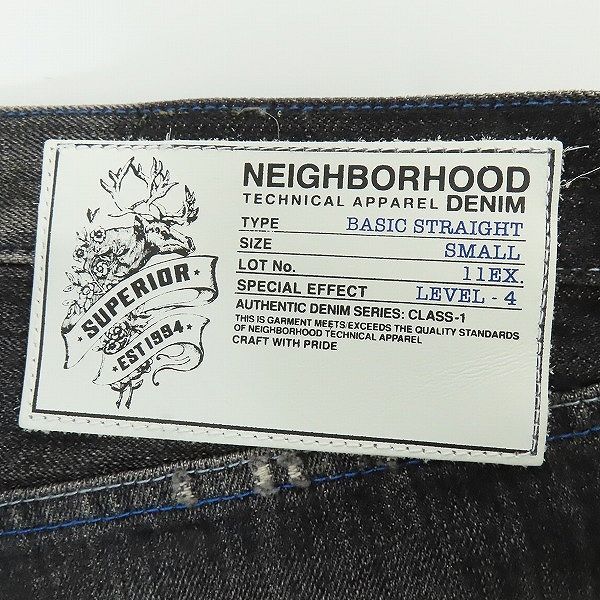 SUPERIOR
EST 1994
NEIGHBORHOOD
TECHNICAL APPAREL DENIM
TYPE BASIC STRAIGHT
SIZE SMALL
LOT No. 11EX.
SPECIAL EFFECT LEVEL - 4
AUTHENTIC DENIM SERIES: CLASS-1
THIS IS GARMENT MEETS/EXCEEDS THE QUALITY STANDARDS
OF NEIGHBORHOOD TECHNICAL APPAREL
CRAFT WITH PRIDE